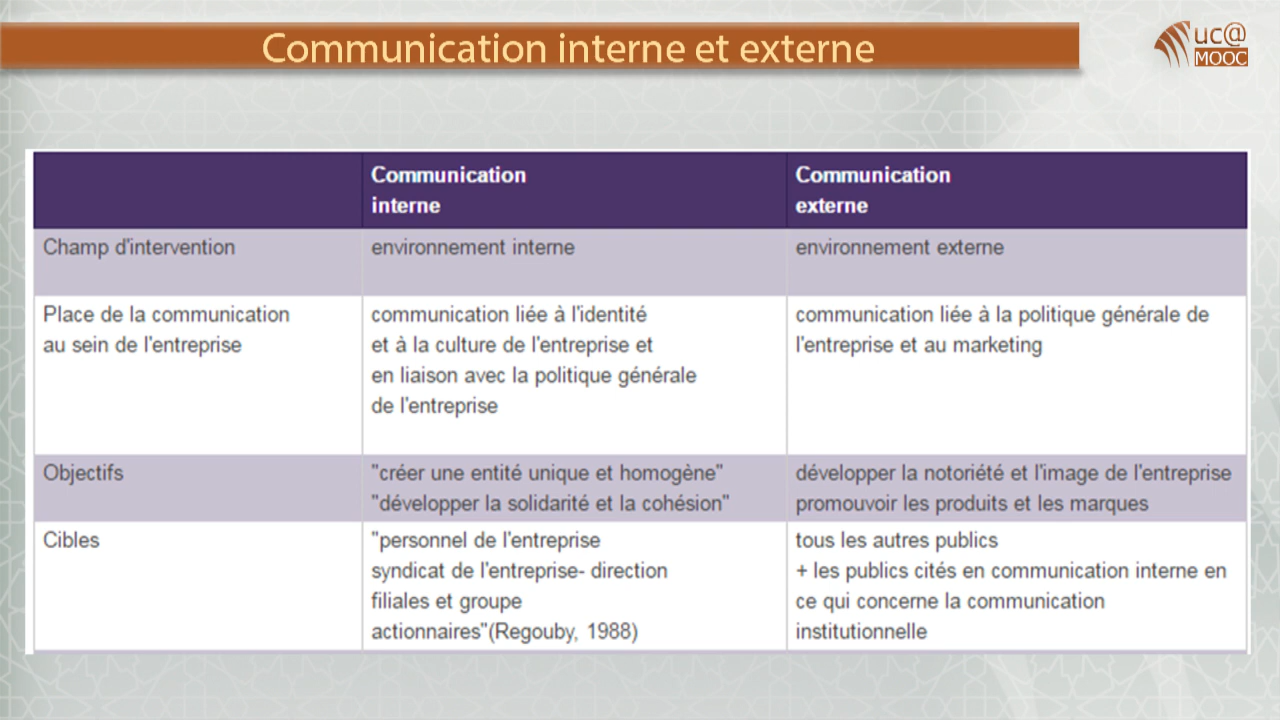 Communication interne et externe
uc@
MOOC
Communication
interne
Communication
externe
Champ d'intervention
environnement interne
environnement externe
Place de la communication
au sein de l'entreprise
communication liée à l'identité
et à la culture de l'entreprise et
en liaison avec la politique générale
de l'entreprise
communication liée à la politique générale de
l'entreprise et au marketing
Objectifs
"créer une entité unique et homogène"
"développer la solidarité et la cohésion"
développer la notoriété et l'image de l'entreprise
promouvoir les produits et les marques
Cibles
"personnel de l'entreprise
syndicat de l'entreprise- direction
filiales et groupe
actionnaires"(Regouby, 1988)
tous les autres publics
+ les publics cités en communication interne en
ce qui concerne la communication
institutionnelle